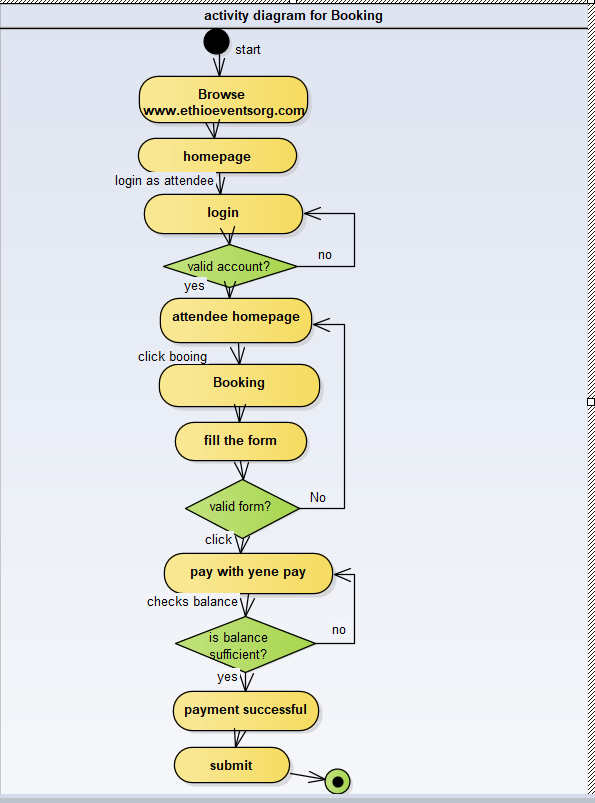 activity diagram for Booking
start
Browse
www.ethioeventsorg.com
homepage
login as attendee
login
no
valid account?
yes
attendee homepage
click booing
Booking
fill the form
No
valid form?
click
pay with yene pay
checks balance
no
is balance
sufficient?
yes
payment successful
submit